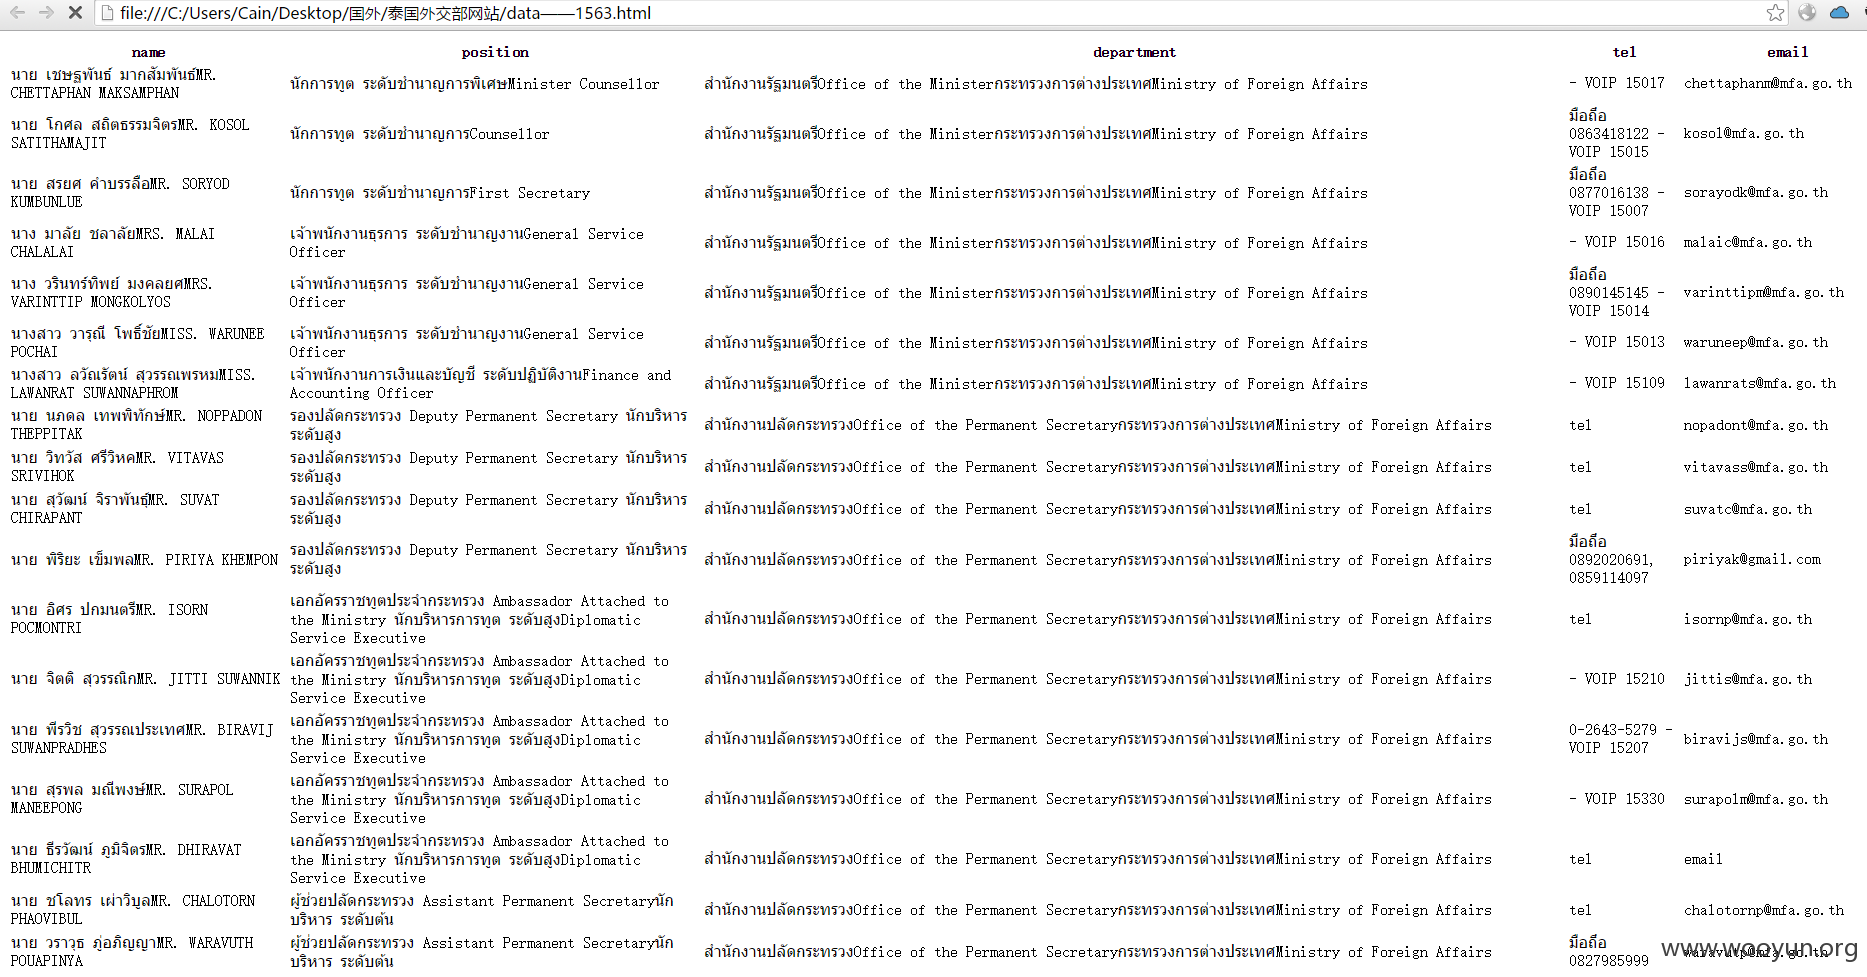 file:///C:/Users/Cain/Desktop/国外/泰国外交部网站/data——1563.html
name position department tel email
นาย เชษฐพันธ์ มากสัมพันธ์MR. CHETTAPHAN MAKSAMPHAN นักการทูต ระดับชำนาญการพิเศษMinister Counsellor สำนักงานรัฐมนตรีOffice of the Ministerกระทรวงการต่างประเทศMinistry of Foreign Affairs - VOIP 15017 chettaphanm@mfa.go.th
นาย โกศล สถิตธรรมจิตรMR. KOSOL SATITHAMAJIT นักการทูต ระดับชำนาญการCounsellor สำนักงานรัฐมนตรีOffice of the Ministerกระทรวงการต่างประเทศMinistry of Foreign Affairs มือถือ 0863418122 - VOIP 15015 kosol@mfa.go.th
นาย สรยศ คำบรรลือMR. SORYOD KUMBUNLUE นักการทูต ระดับชำนาญการFirst Secretary สำนักงานรัฐมนตรีOffice of the Ministerกระทรวงการต่างประเทศMinistry of Foreign Affairs มือถือ 0877016138 - VOIP 15007 sorayodk@mfa.go.th
นาง มาลัย ชลาลัยMRS. MALAI CHALALAI เจ้าพนักงานธุรการ ระดับชำนาญงานGeneral Service Officer สำนักงานรัฐมนตรีOffice of the Ministerกระทรวงการต่างประเทศMinistry of Foreign Affairs - VOIP 15016 malaic@mfa.go.th
นาง วรินทร์ทิพย์ มงคลยศMRS. VARINTTIP MONGKOLYOS เจ้าพนักงานธุรการ ระดับชำนาญงานGeneral Service Officer สำนักงานรัฐมนตรีOffice of the Ministerกระทรวงการต่างประเทศMinistry of Foreign Affairs มือถือ 0890145145 - VOIP 15014 varinttipm@mfa.go.th
นางสาว วารุณี โพธิ์ชัยMISS. WARUNEE POCHAI เจ้าพนักงานธุรการ ระดับชำนาญงานGeneral Service Officer สำนักงานรัฐมนตรีOffice of the Ministerกระทรวงการต่างประเทศMinistry of Foreign Affairs - VOIP 15013 waruneep@mfa.go.th
นางสาว ลวัณรัตน์ สุวรรณพรหมMISS. LAWANRAT SUWANNAPHROM เจ้าพนักงานการเงินและบัญชี ระดับปฏิบัติงานFinance and Accounting Officer สำนักงานรัฐมนตรีOffice of the Ministerกระทรวงการต่างประเทศMinistry of Foreign Affairs - VOIP 15109 lawanrats@mfa.go.th
นาย นภดล เทพพิทักษ์MR. NOPPADON THEPPITAK รองปลัดกระทรวง Deputy Permanent Secretary นักบริหาร ระดับสูง สำนักงานปลัดกระทรวงOffice of the Permanent Secretaryกระทรวงการต่างประเทศMinistry of Foreign Affairs tel nopadont@mfa.go.th
นาย วิทวัส ศรีวิหคMR. VITAVAS SRIVIHOK รองปลัดกระทรวง Deputy Permanent Secretary นักบริหาร ระดับสูง สำนักงานปลัดกระทรวงOffice of the Permanent Secretaryกระทรวงการต่างประเทศMinistry of Foreign Affairs tel vitavass@mfa.go.th
นาย สุวัฒน์ จิราพันธุ์MR. SUVAT CHIRAPANT รองปลัดกระทรวง Deputy Permanent Secretary นักบริหาร ระดับสูง สำนักงานปลัดกระทรวงOffice of the Permanent Secretaryกระทรวงการต่างประเทศMinistry of Foreign Affairs tel suvatc@mfa.go.th
นาย พิริยะ เข็มพลMR. PIRIYA KHEMPON รองปลัดกระทรวง Deputy Permanent Secretary นักบริหาร ระดับสูง สำนักงานปลัดกระทรวงOffice of the Permanent Secretaryกระทรวงการต่างประเทศMinistry of Foreign Affairs มือถือ 0892020691, 0859114097 piriyak@gmail.com
นาย อิศร ปกมนตรีMR. ISORN POCMONTRI เอกอัครราชทูตประจำกระทรวง Ambassador Attached to the Ministry นักบริหารการทูต ระดับสูงDiplomatic Service Executive สำนักงานปลัดกระทรวงOffice of the Permanent Secretaryกระทรวงการต่างประเทศMinistry of Foreign Affairs tel isornp@mfa.go.th
นาย จิตติ สุวรรณิกMR. JITTI SUWANNIK เอกอัครราชทูตประจำกระทรวง Ambassador Attached to the Ministry นักบริหารการทูต ระดับสูงDiplomatic Service Executive สำนักงานปลัดกระทรวงOffice of the Permanent Secretaryกระทรวงการต่างประเทศMinistry of Foreign Affairs - VOIP 15210 jittis@mfa.go.th
นาย พีรวิช สุวรรณประเทศMR. BIRAVIJ SUWANPRADHES เอกอัครราชทูตประจำกระทรวง Ambassador Attached to the Ministry นักบริหารการทูต ระดับสูงDiplomatic Service Executive สำนักงานปลัดกระทรวงOffice of the Permanent Secretaryกระทรวงการต่างประเทศMinistry of Foreign Affairs 0-2643-5279 - VOIP 15207 biravijs@mfa.go.th
นาย สุรพล มณีพงษ์MR. SURAPOL MANEEPONG เอกอัครราชทูตประจำกระทรวง Ambassador Attached to the Ministry นักบริหารการทูต ระดับสูงDiplomatic Service Executive สำนักงานปลัดกระทรวงOffice of the Permanent Secretaryกระทรวงการต่างประเทศMinistry of Foreign Affairs - VOIP 15330 surapolm@mfa.go.th
นาย ธีรวัฒน์ ภูมิจิตรMR. DHIRAVAT BHUMICHITR เอกอัครราชทูตประจำกระทรวง Ambassador Attached to the Ministry นักบริหารการทูต ระดับสูงDiplomatic Service Executive สำนักงานปลัดกระทรวงOffice of the Permanent Secretaryกระทรวงการต่างประเทศMinistry of Foreign Affairs tel email
นาย ชโลทร เผ่าวิบูลMR. CHALOTORN PHAOVIBUL ผู้ช่วยปลัดกระทรวง Assistant Permanent Secretaryนักบริหาร ระดับต้น สำนักงานปลัดกระทรวงOffice of the Permanent Secretaryกระทรวงการต่างประเทศMinistry of Foreign Affairs tel chalotornp@mfa.go.th
นาย วราวุธ ภู่อภิญญาMR. WARAVUTH POUAPINYA ผู้ช่วยปลัดกระทรวง Assistant Permanent Secretaryนักบริหาร ระดับต้น สำนักงานปลัดกระทรวงOffice of the Permanent Secretaryกระทรวงการต่างประเทศMinistry of Foreign Affairs มือถือ 0827985999
www.wooyun.org